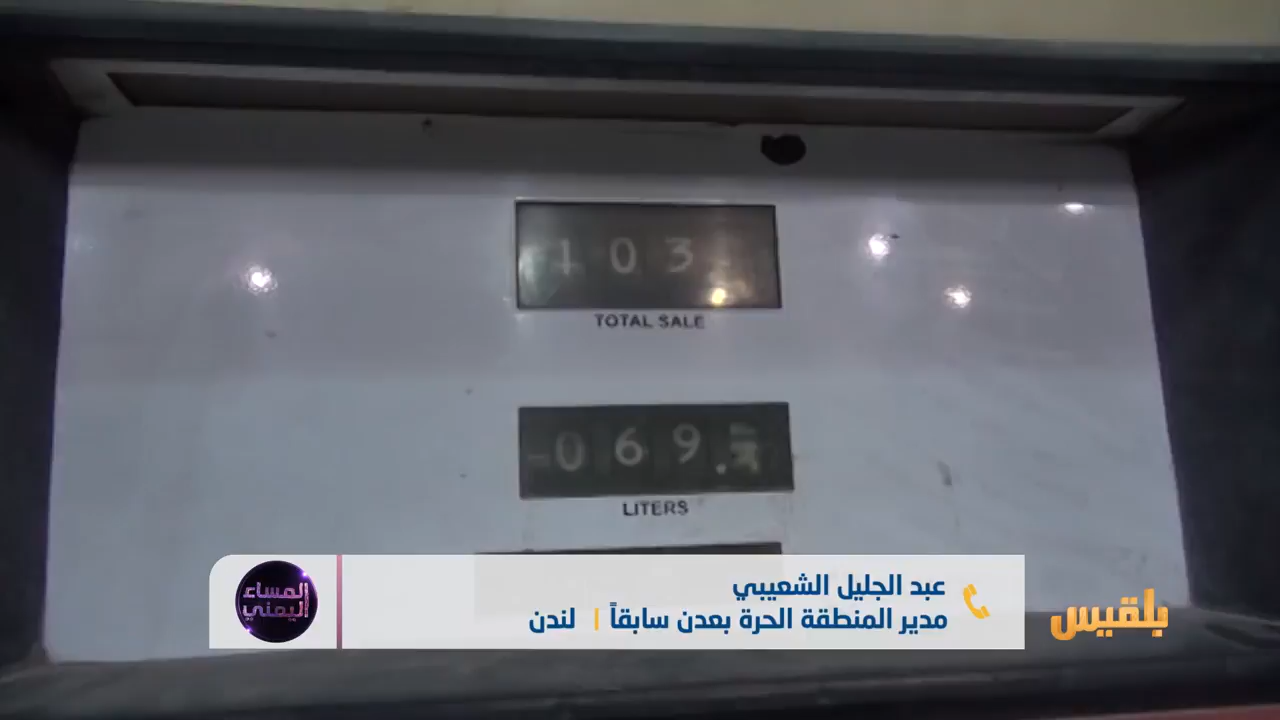 103
TOTAL SALE
069.
LITERS
عبد الجليل الشعيبي
مدير المنطقة الحرة بعدن سابقاً | لندن
المساء
اليمني
بلقيس